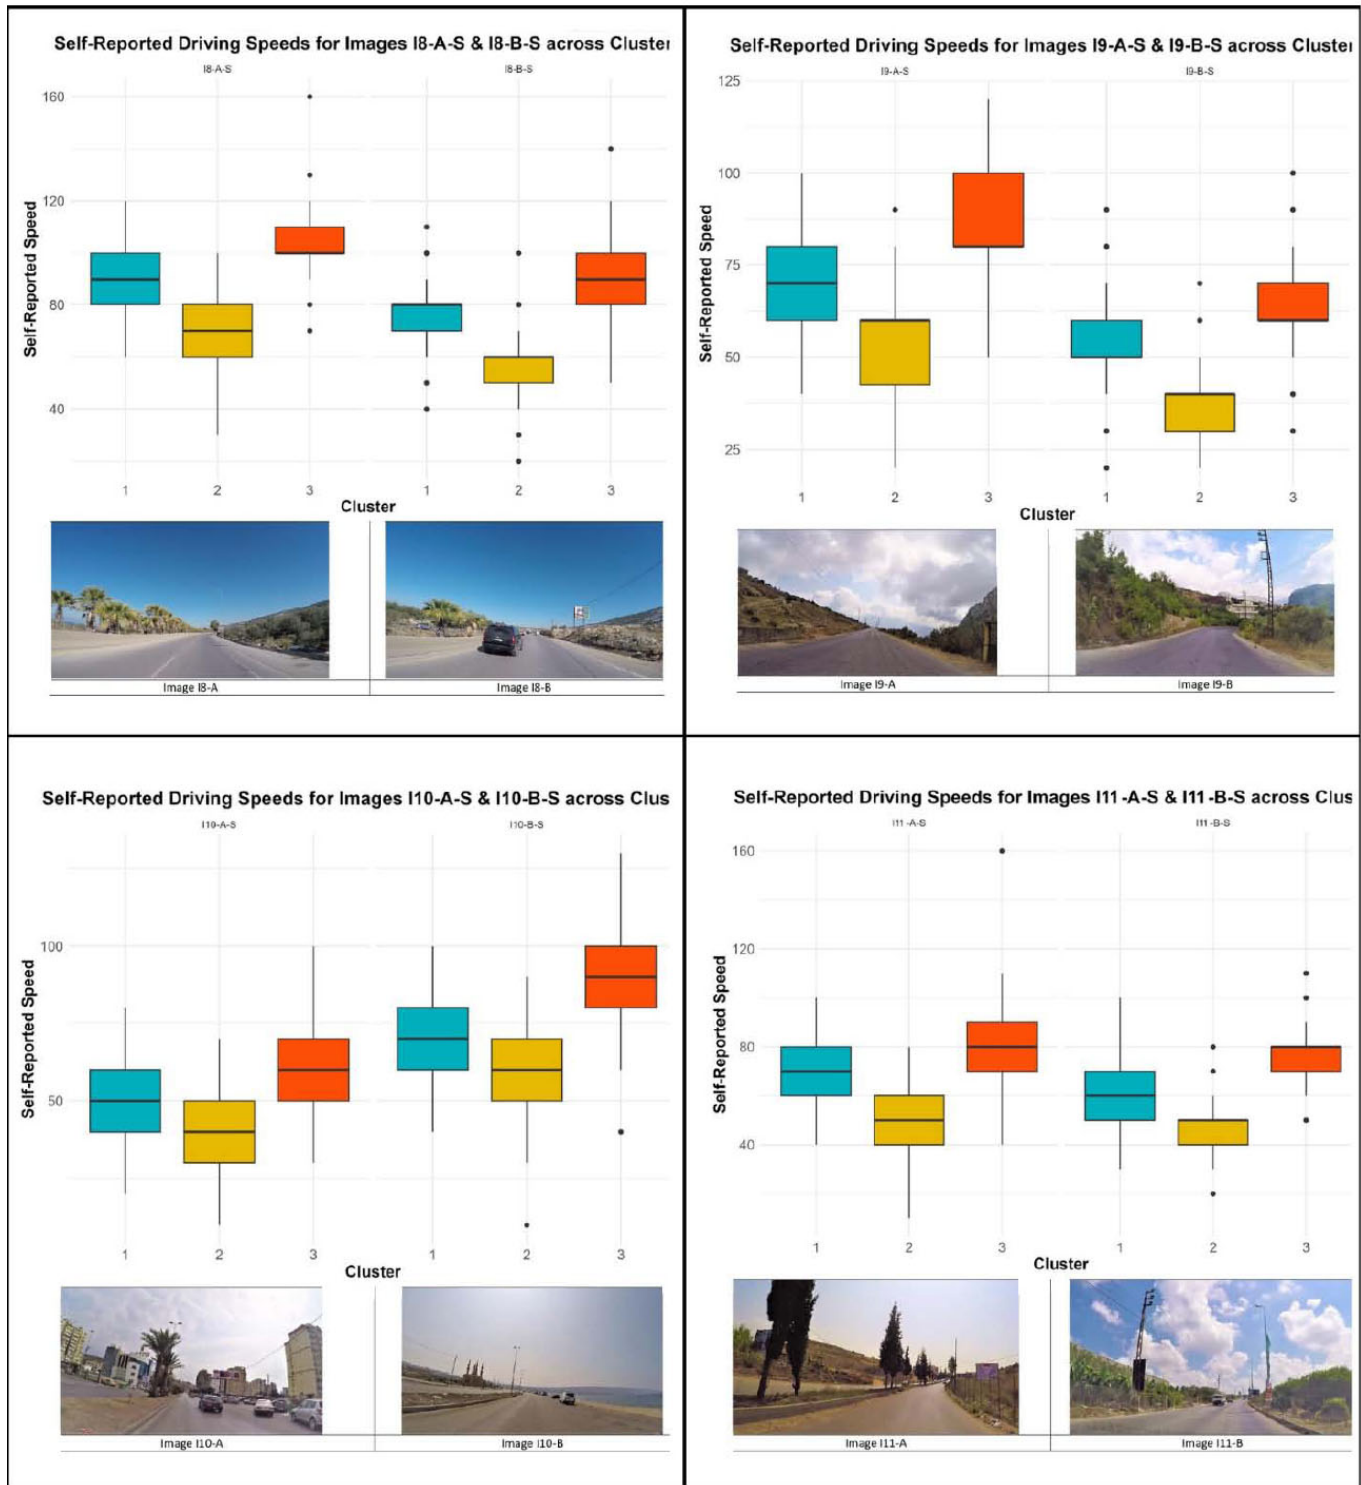 Self-Reported Driving Speeds for Images I8-A-S & I8-B-S across Cluster
I8-A-S
I8-B-S
160
120
80
40
Self-Reported Speed
1 2 3 1 2 3
Cluster
Image I8-A
Image I8-B
Self-Reported Driving Speeds for Images I9-A-S & I9-B-S across Cluster
I9-A-S
I9-B-S
125
100
75
50
25
Self-Reported Speed
1 2 3 1 2 3
Cluster
Image I9-A
Image I9-B
Self-Reported Driving Speeds for Images I10-A-S & I10-B-S across Clus
I10-A-S
I10-B-S
100
50
Self-Reported Speed
1 2 3 1 2 3
Cluster
Image I10-A
Image I10-B
Self-Reported Driving Speeds for Images I11-A-S & I11-B-S across Clus
I11-A-S
I11-B-S
160
120
80
40
Self-Reported Speed
1 2 3 1 2 3
Cluster
Image I11-A
Image I11-B